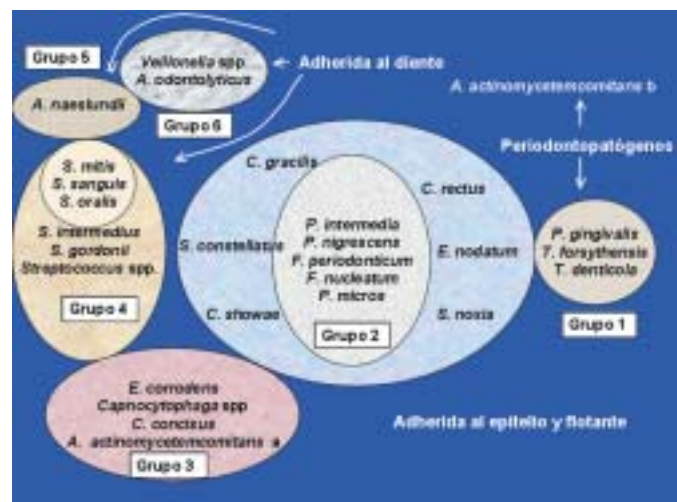 Grupo 5
Veillonella spp.
A. odontolyticus
Adherida al diente
A. actinomycetemcomitans b
A. naeslundii
Grupo 6
Periodontopatógenos
S. mitis
S. sanguis
S. oralis
S. intermedius
S. gordonii
Streptococcus spp.
Grupo 4
C. gracilis
C. rectus
S. constellatus
E. nodatum
C. showae
S. noxia
P. intermedia
P. nigrescens
F. periodonticum
F. nucleatum
P. micros
Grupo 2
P. gingivalis
T. forsythensis
T. denticola
Grupo 1
E. corrodens
Capnocytophaga spp
C. concisus
A. actinomycetemcomitans a
Grupo 3
Adherida al epitelio y flotante